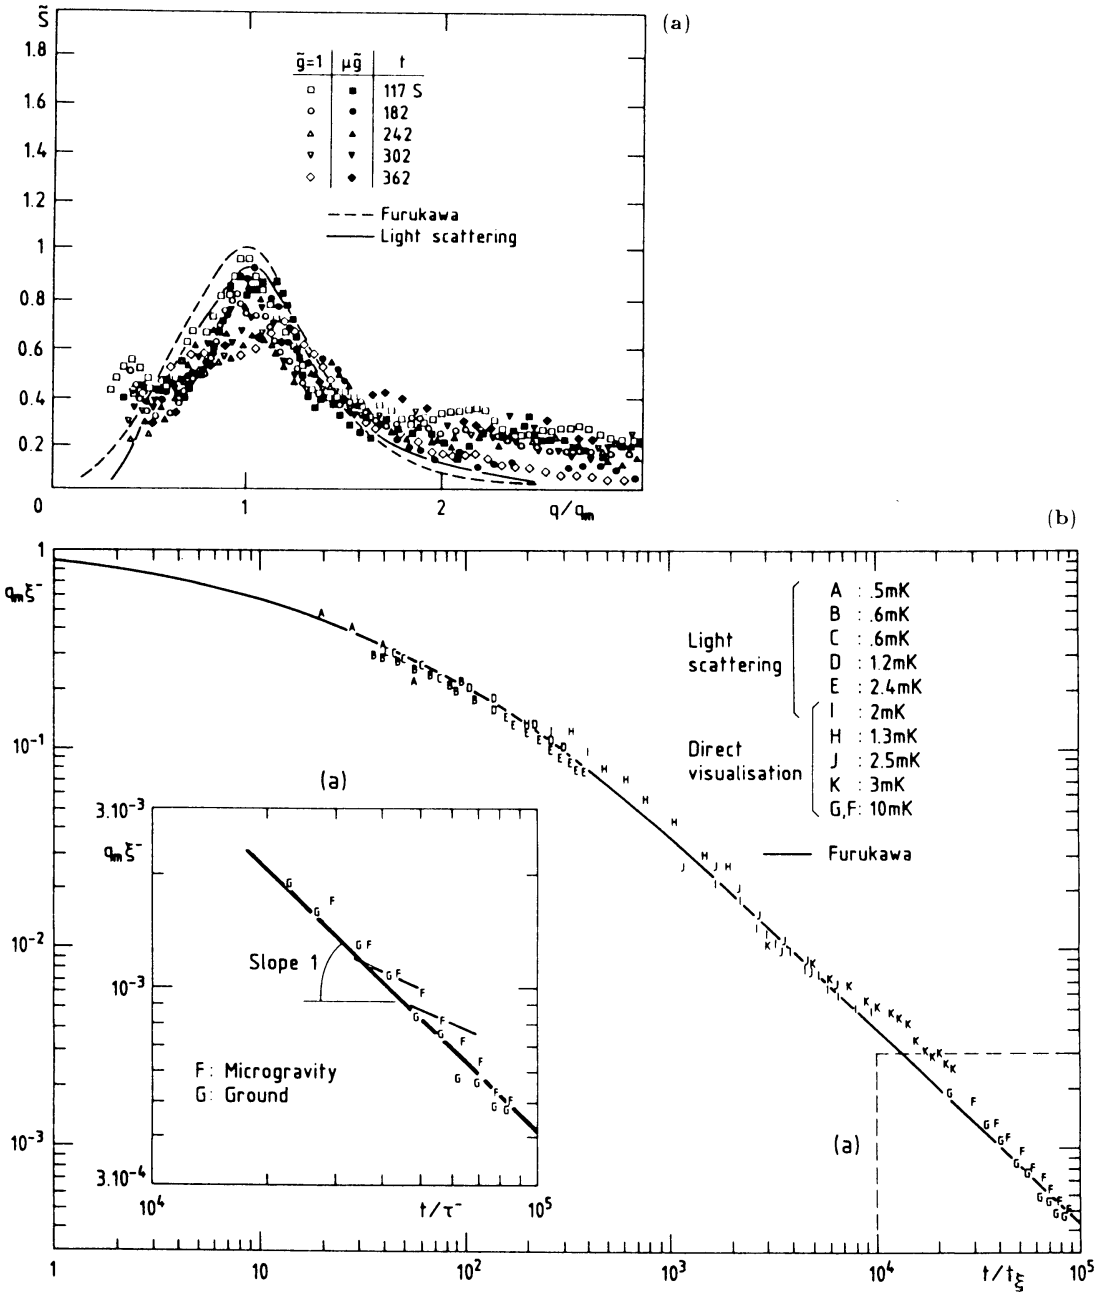 (a)
S̃
1.8
1.6
1.4
1.2
1
0.8
0.6
0.4
0.2
0
1
2
q/qm
g̃=1 μg̃ t
117 S
182
242
302
362
Furukawa
Light scattering
(b)
1
qmξ⁻
10⁻¹
10⁻²
10⁻³
1
10
10²
10³
10⁴
t/tξ
10⁵
Light scattering
A : .5mK
B : .6mK
C : .6mK
D : 1.2mK
E : 2.4mK
I : 2mK
Direct visualisation
H : 1.3mK
J : 2.5mK
K : 3mK
G,F: 10mK
Furukawa
(a)
(a)
3.10⁻³
qmξ⁻
10⁻³
3.10⁻⁴
10⁴
t/τ⁻
10⁵
Slope 1
F: Microgravity
G: Ground